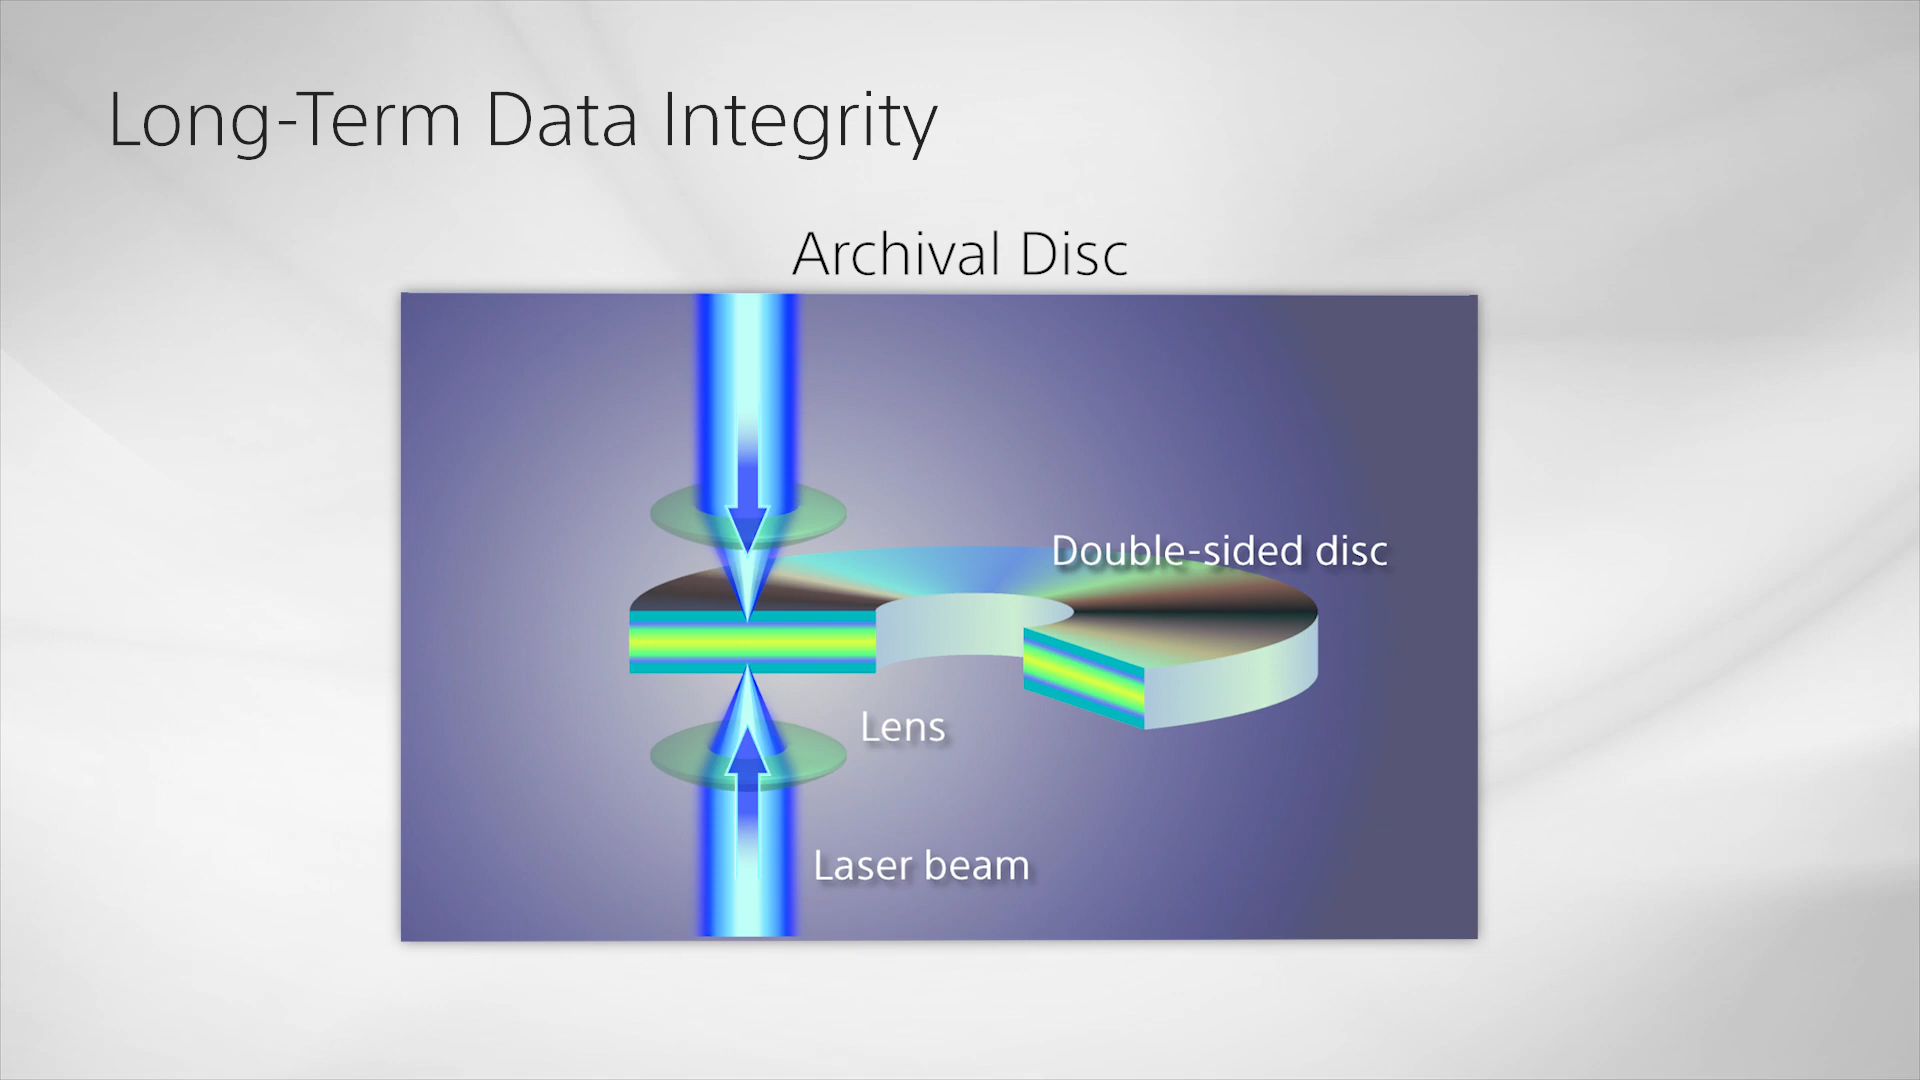 Long-Term Data Integrity
Archival Disc
Double-sided disc
Lens
Laser beam